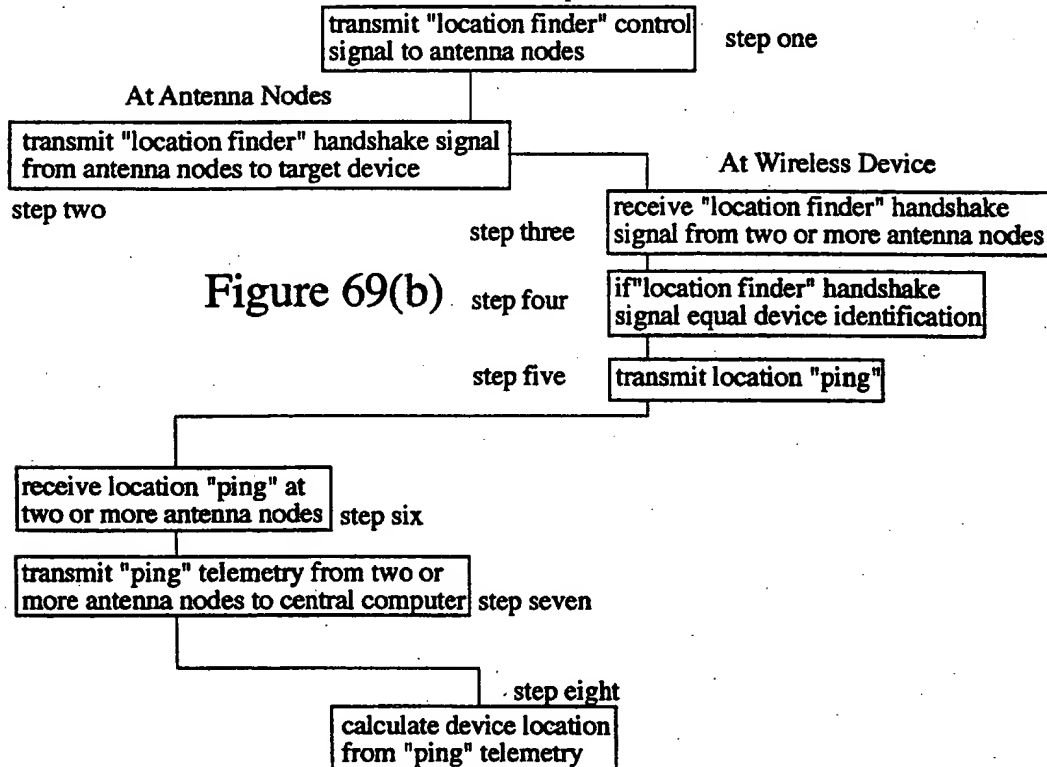 transmit "location finder" control
signal to antenna nodes
step one
At Antenna Nodes
transmit "location finder" handshake signal
from antenna nodes to target device
step two
At Wireless Device
receive "location finder" handshake
signal from two or more antenna nodes
step three
Figure 69(b)
step four
if"location finder" handshake
signal equal device identification
step five
transmit location "ping"
receive location "ping" at
two or more antenna nodes
step six
transmit "ping" telemetry from two or
more antenna nodes to central computer
step seven
step eight
calculate device location
from "ping" telemetry